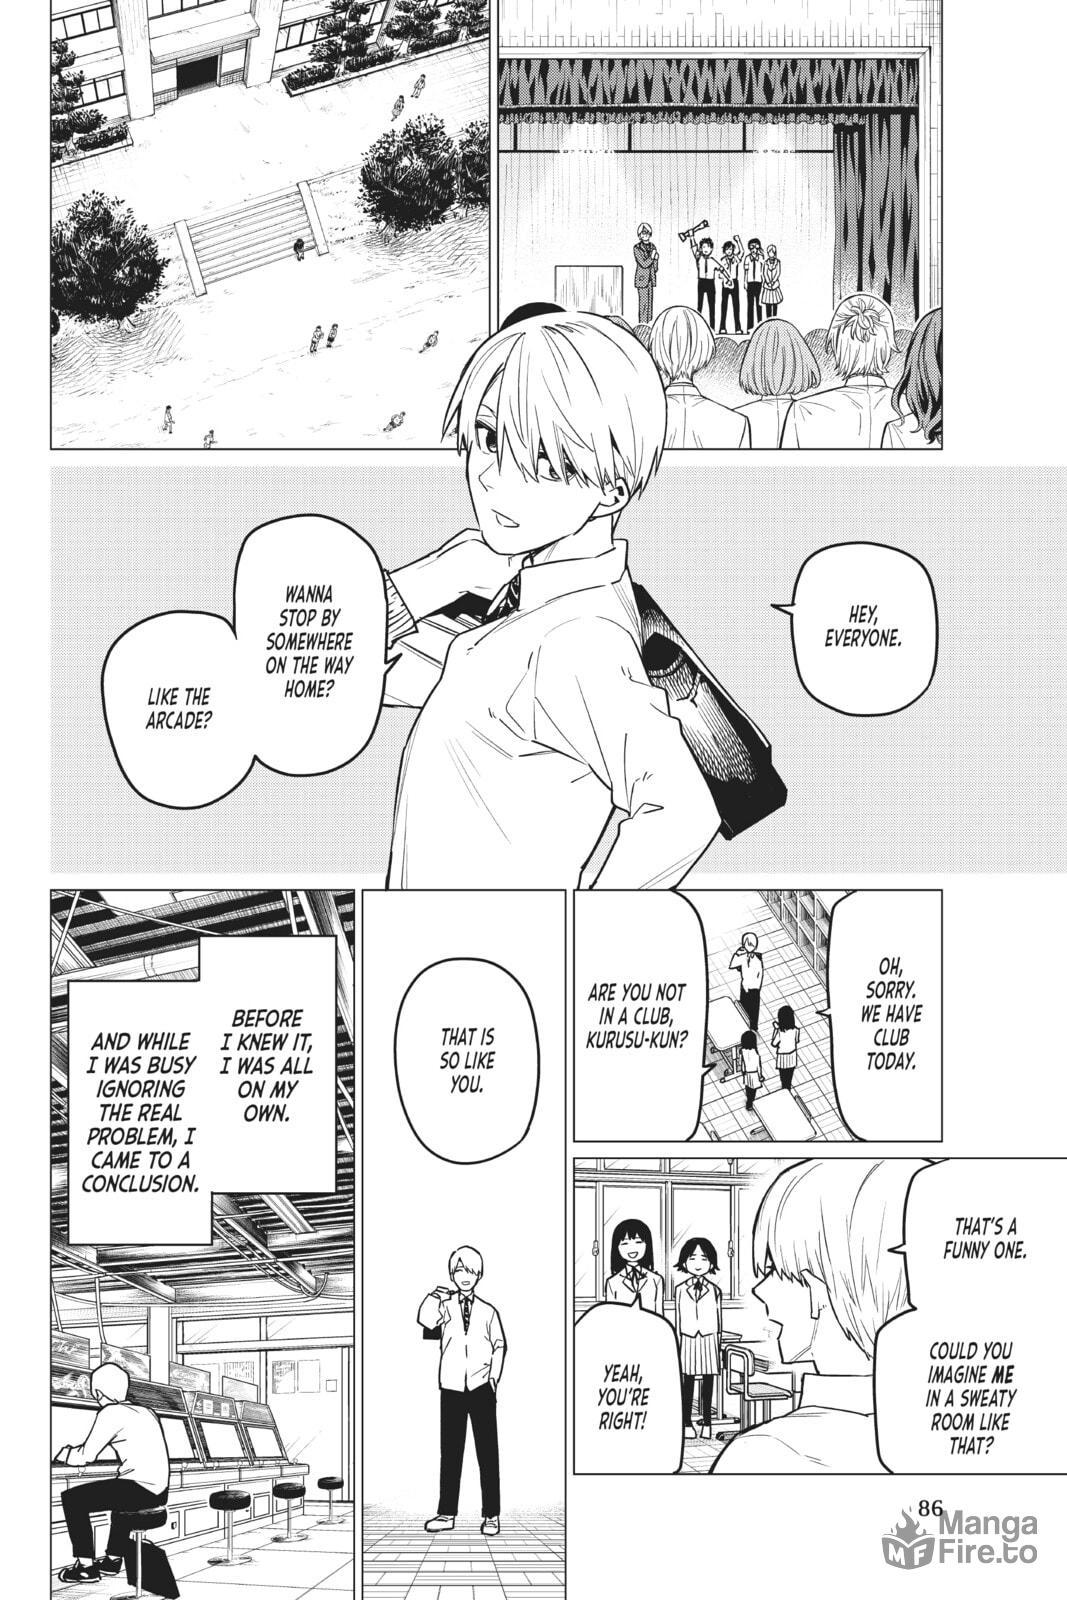 HEY,
EVERYONE.
WANNA
STOP BY
SOMEWHERE
ON THE WAY
HOME?
LIKE THE
ARCADE?
OH,
SORRY.
WE HAVE
CLUB
TODAY.
ARE YOU NOT
IN A CLUB,
KURUSU-KUN?
THAT'S A
FUNNY ONE.
COULD YOU
IMAGINE ME
IN A SWEATY
ROOM LIKE
THAT?
YEAH,
YOU'RE
RIGHT!
THAT IS
SO LIKE
YOU.
BEFORE
I KNEW IT,
I WAS ALL
ON MY
OWN.
AND WHILE
I WAS BUSY
IGNORING
THE REAL
PROBLEM, I
CAME TO A
CONCLUSION.
86
MF
Manga
Fire.to